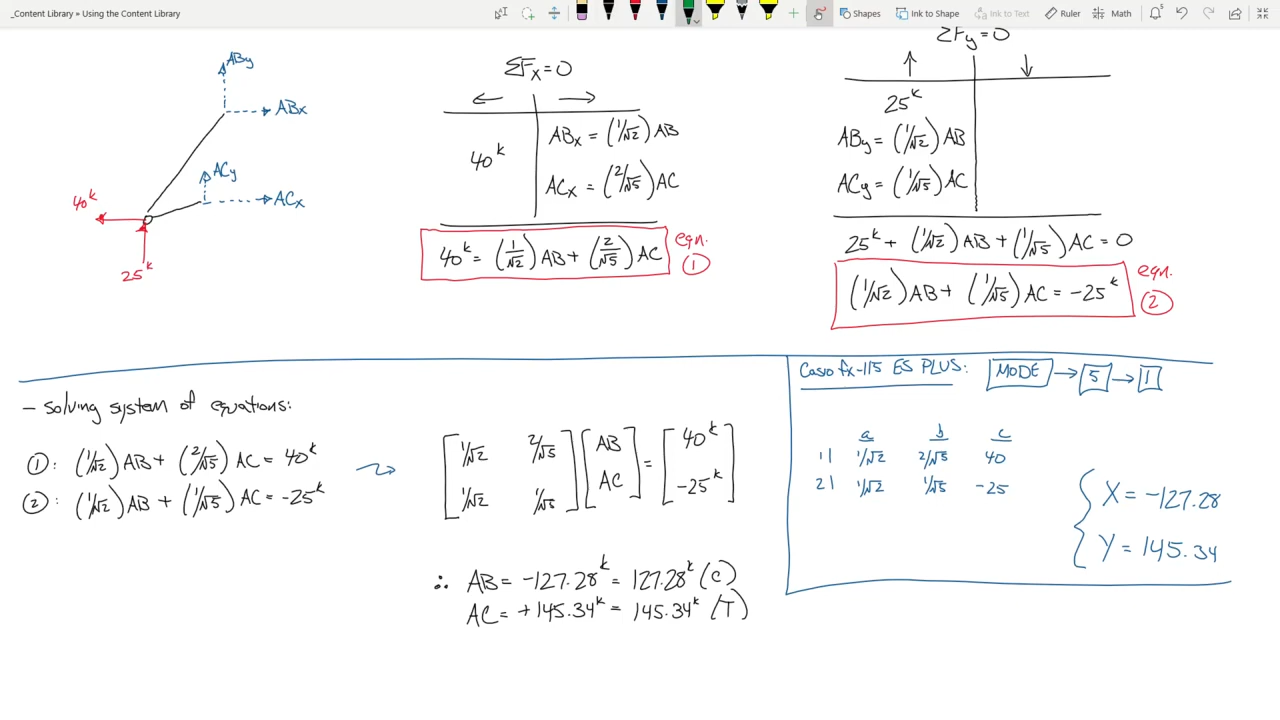 _Content Library > Using the Content Library
Shapes
Ink to Shape
Ink to Text
Ruler
Math
ABy
ABx
ACy
ACx
40ᵏ
25ᵏ
ΣFx=0
← →
40ᵏ
ABx = (1/√2) AB
ACx = (2/√5) AC
40ᵏ = (1/√2) AB + (2/√5) AC
eqn. ①
ΣFy=0
↑ ↓
25ᵏ
ABy = (1/√2) AB
ACy = (1/√5) AC
25ᵏ + (1/√2) AB + (1/√5) AC = 0
(1/√2) AB + (1/√5) AC = -25ᵏ
eqn. ②
- solving system of equations:
①: (1/√2) AB + (2/√5) AC = 40ᵏ
②: (1/√2) AB + (1/√5) AC = -25ᵏ
[1/√2 2/√5] [AB] = [40ᵏ]
[1/√2 1/√5] [AC] [-25ᵏ]
∴ AB = -127.28ᵏ = 127.28ᵏ (C)
AC = +145.34ᵏ = 145.34ᵏ (T)
Casio fx-115 ES PLUS: MODE → 5 → 1
a b c
1| 1/√2 2/√5 40
2| 1/√2 1/√5 -25
X = -127.28
Y = 145.34